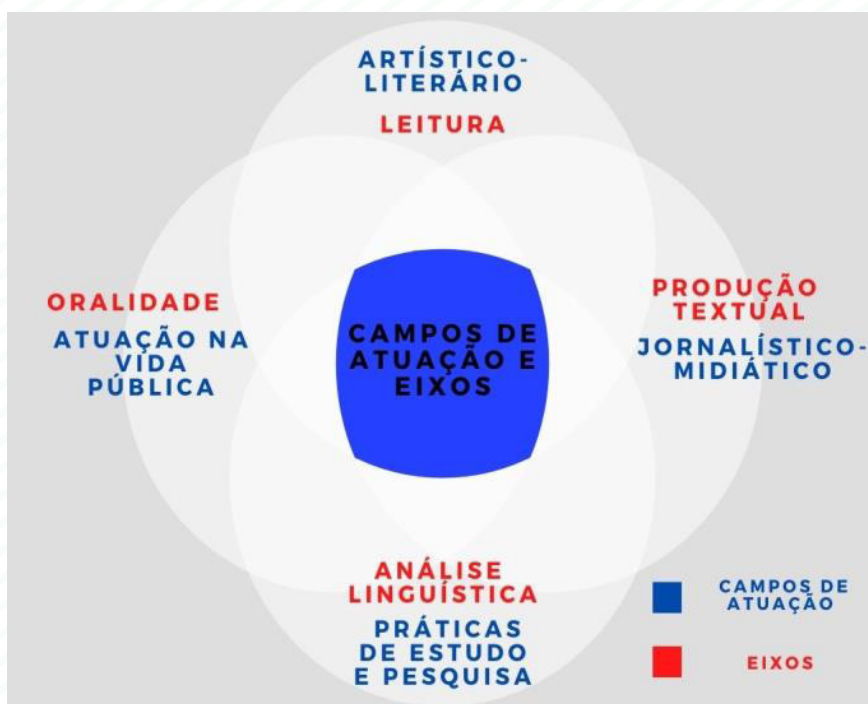 ARTÍSTICO-
LITERÁRIO
LEITURA
ORALIDADE
ATUAÇÃO NA
VIDA
PÚBLICA
CAMPOS DE
ATUAÇÃO E
EIXOS
PRODUÇÃO
TEXTUAL
JORNALÍSTICO-
MIDIÁTICO
ANÁLISE
LINGUÍSTICA
PRÁTICAS
DE ESTUDO
E PESQUISA
CAMPOS DE
ATUAÇÃO
EIXOS